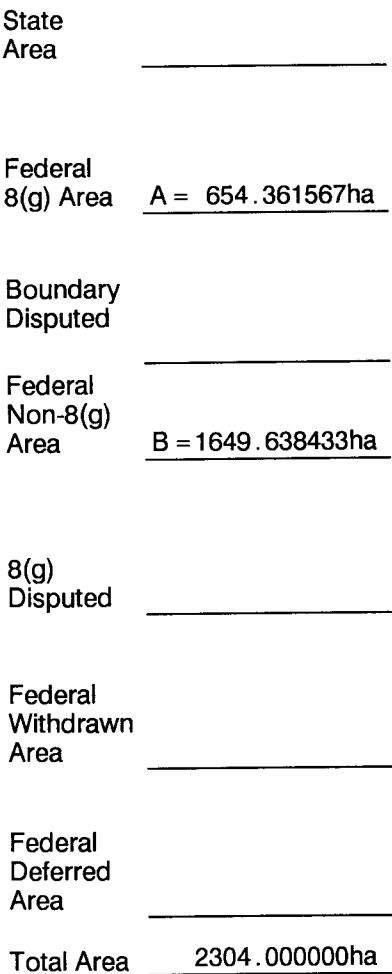 State
Area
Federal
8(g) Area A = 654.361567ha
Boundary
Disputed
Federal
Non-8(g)
Area B =1649.638433ha
8(g)
Disputed
Federal
Withdrawn
Area
Federal
Deferred
Area
Total Area 2304.000000ha